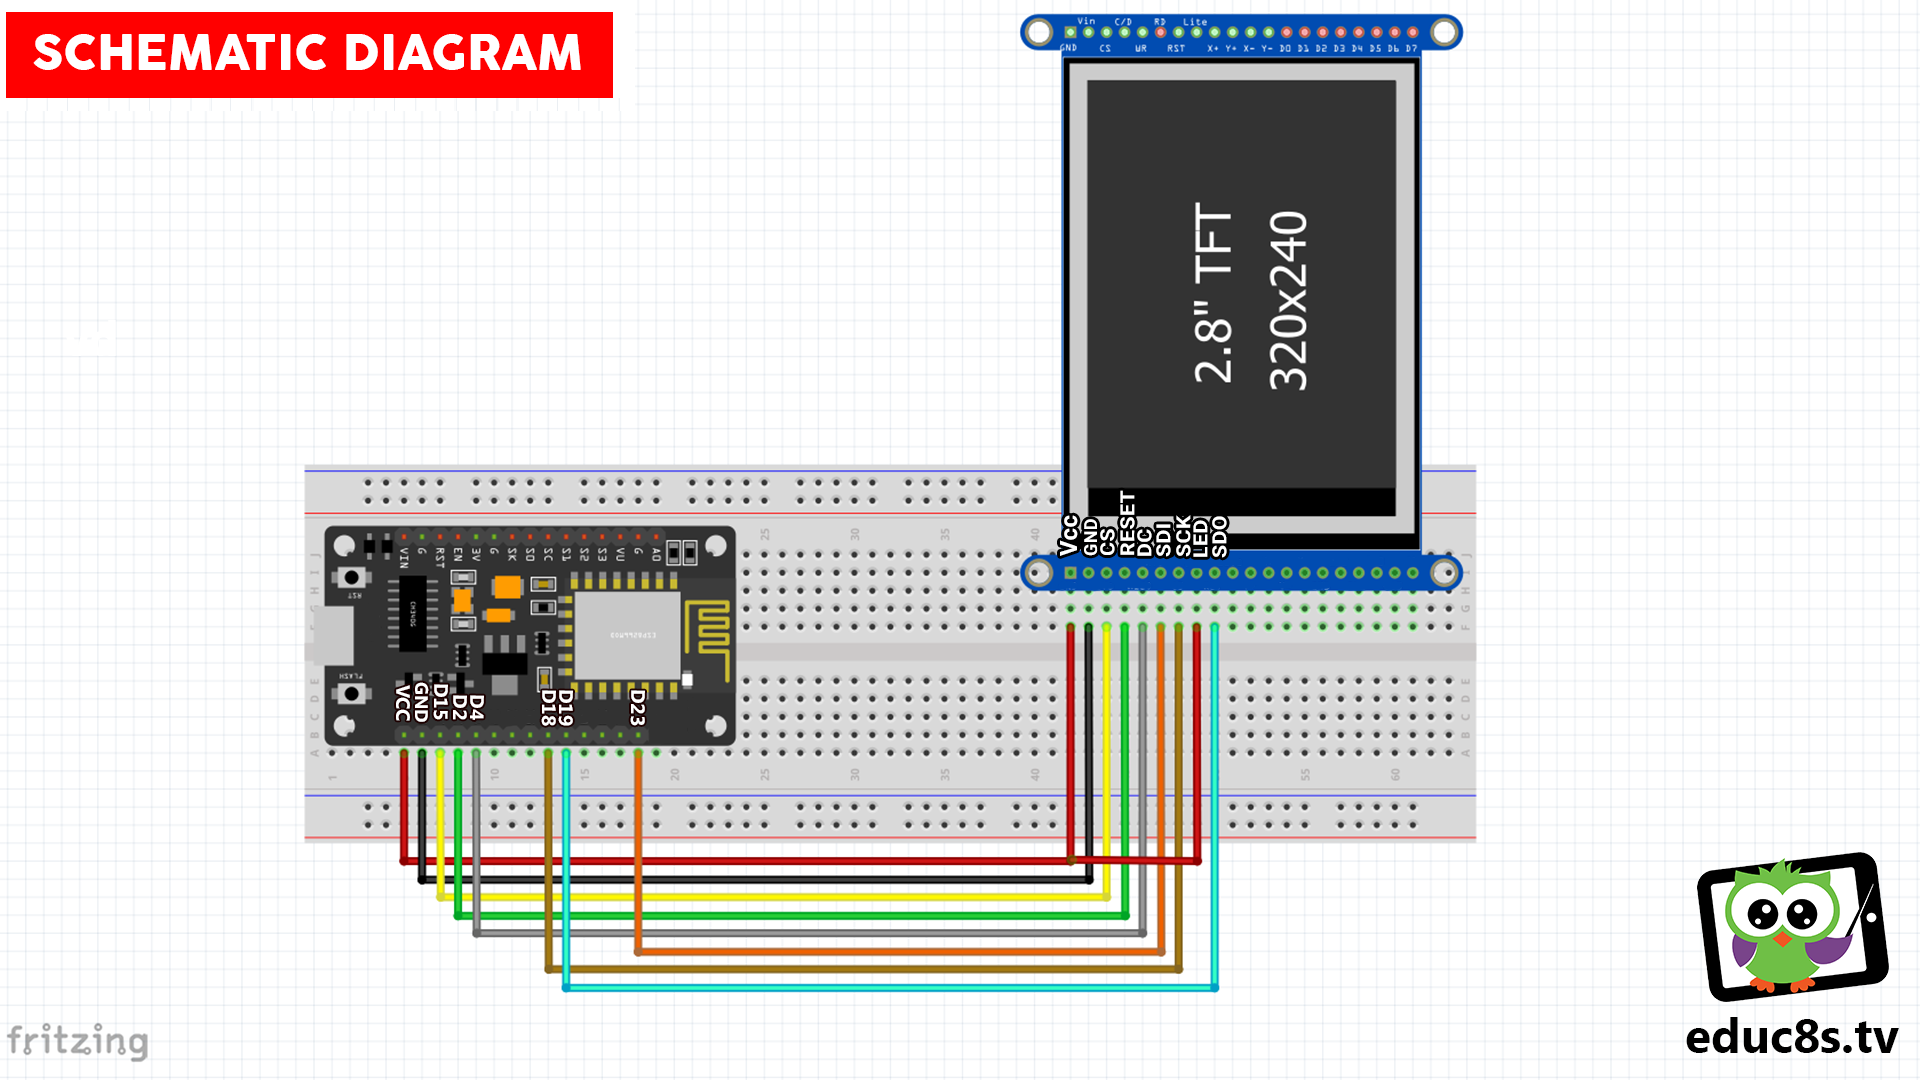 SCHEMATIC DIAGRAM
Vin C/D RD Lite
GND CS WR RST X+ Y+ X- Y- D0 D1 D2 D3 D4 D5 D6 D7
2.8" TFT
320x240
VCC GND CS RESET DC SDI SCK LED SDO
25 30 35 40
J I H G F
J I H G F
VIN G RST EN 3V G SK SO SC S1 S2 S3 VU G A0
RST
CH340G
ESP8266MOD
FLASH
VCC GND D15 D2 D4 D18 D19 D23
E D C B A
E D C B A
1 10 15 20 25 30 35 40 55 60
fritzing
educ8s.tv